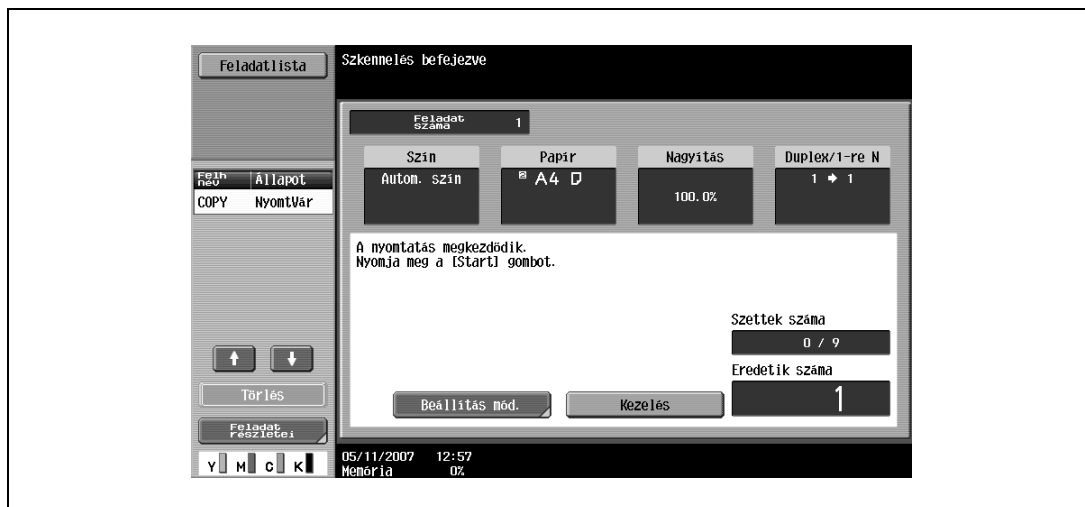 Feladatlista
Szkennelés befejezve
Feladat
száma 1
Szín Papír Nagyítás Duplex/1-re N
Autom. szín A4 100.0% 1 → 1
Felh
név Állapot
COPY NyomtVár
A nyomtatás megkezdődik.
Nyomja meg a [Start] gombot.
Szettek száma
0 / 9
Eredetik száma
1
Törlés
Beállítás mód. Kezelés
Feladat
részletei
Y M C K
05/11/2007 12:57
Memória 0%